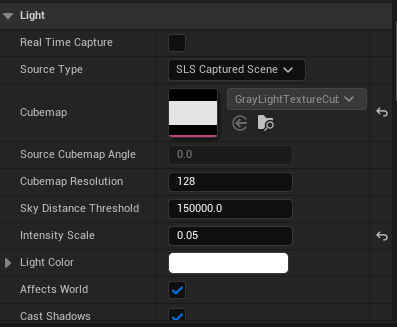 Light
Real Time Capture
Source Type SLS Captured Scene
Cubemap GrayLightTextureCub
Source Cubemap Angle 0.0
Cubemap Resolution 128
Sky Distance Threshold 150000.0
Intensity Scale 0.05
Light Color
Affects World
Cast Shadows